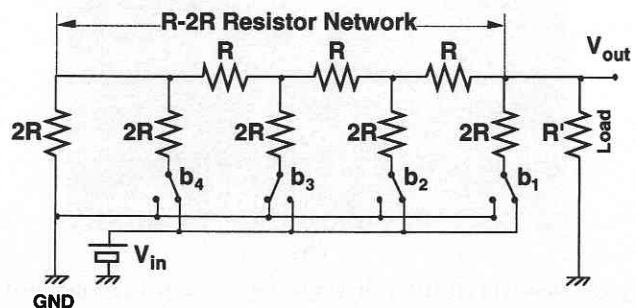 R-2R Resistor Network
R R R
V_out
2R 2R 2R 2R 2R R' Load
b_4 b_3 b_2 b_1
V_in
GND